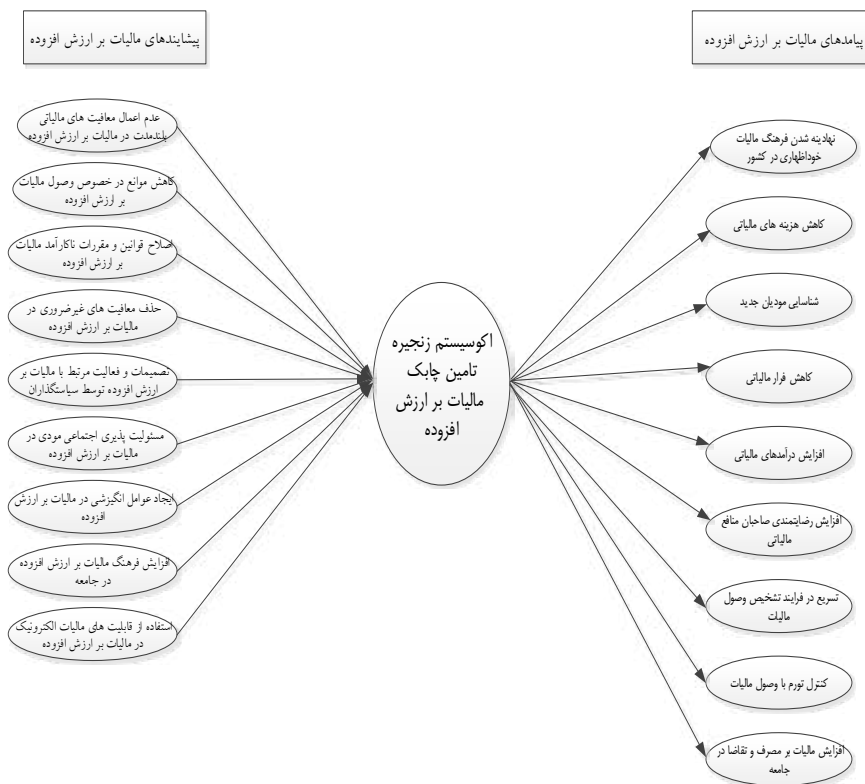 پیشایندهای مالیات بر ارزش افزوده
عدم اعمال معافیت های مالیاتی
بلندمدت در مالیات بر ارزش افزوده
کاهش موانع در خصوص وصول مالیات
بر ارزش افزوده
اصلاح قوانین و مقررات ناکارآمد مالیات
بر ارزش افزوده
حذف معافیت های غیرضروری در
مالیات بر ارزش افزوده
تصمیمات و فعالیت مرتبط با مالیات بر
ارزش افزوده توسط سیاستگذاران
مسئولیت پذیری اجتماعی مودی در
مالیات بر ارزش افزوده
ایجاد عوامل انگیزشی در مالیات بر ارزش
افزوده
افزایش فرهنگ مالیات بر ارزش افزوده
در جامعه
استفاده از قابلیت های مالیات الکترونیک
در مالیات بر ارزش افزوده
اکوسیستم زنجیره
تامین چابک
مالیات بر ارزش
افزوده
پیامدهای مالیات بر ارزش افزوده
نهادینه شدن فرهنگ مالیات
خوداظهاری در کشور
کاهش هزینه های مالیاتی
شناسایی مودیان جدید
کاهش فرار مالیاتی
افزایش درآمدهای مالیاتی
افزایش رضایتمندی صاحبان منافع
مالیاتی
تسریع در فرایند تشخیص وصول
مالیات
کنترل تورم با وصول مالیات
افزایش مالیات بر مصرف و تقاضا در
جامعه